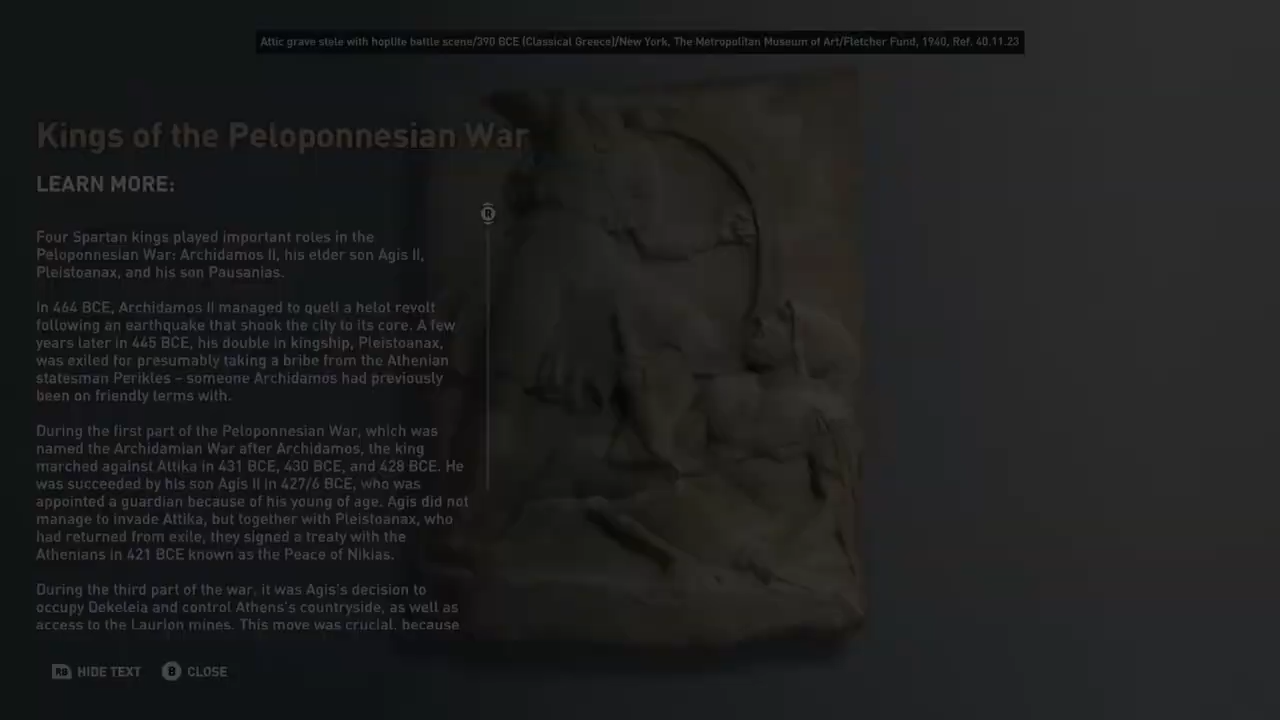 Attic grave stele with hoplite battle scene/390 BCE (Classical Greece)/New York, The Metropolitan Museum of Art/Fletcher Fund, 1940, Ref. 40.11.23
Kings of the Peloponnesian War
LEARN MORE:
R
Four Spartan kings played important roles in the
Peloponnesian War: Archidamos II, his elder son Agis II,
Pleistoanax, and his son Pausanias.
In 464 BCE, Archidamos II managed to quell a helot revolt
following an earthquake that shook the city to its core. A few
years later in 445 BCE, his double in kingship, Pleistoanax,
was exiled for presumably taking a bribe from the Athenian
statesman Perikles – someone Archidamos had previously
been on friendly terms with.
During the first part of the Peloponnesian War, which was
named the Archidamian War after Archidamos, the king
marched against Attika in 431 BCE, 430 BCE, and 428 BCE. He
was succeeded by his son Agis II in 427/6 BCE, who was
appointed a guardian because of his young of age. Agis did not
manage to invade Attika, but together with Pleistoanax, who
had returned from exile, they signed a treaty with the
Athenians in 421 BCE known as the Peace of Nikias.
During the third part of the war, it was Agis's decision to
occupy Dekeleia and control Athens's countryside, as well as
access to the Laurion mines. This move was crucial, because
RB HIDE TEXT B CLOSE